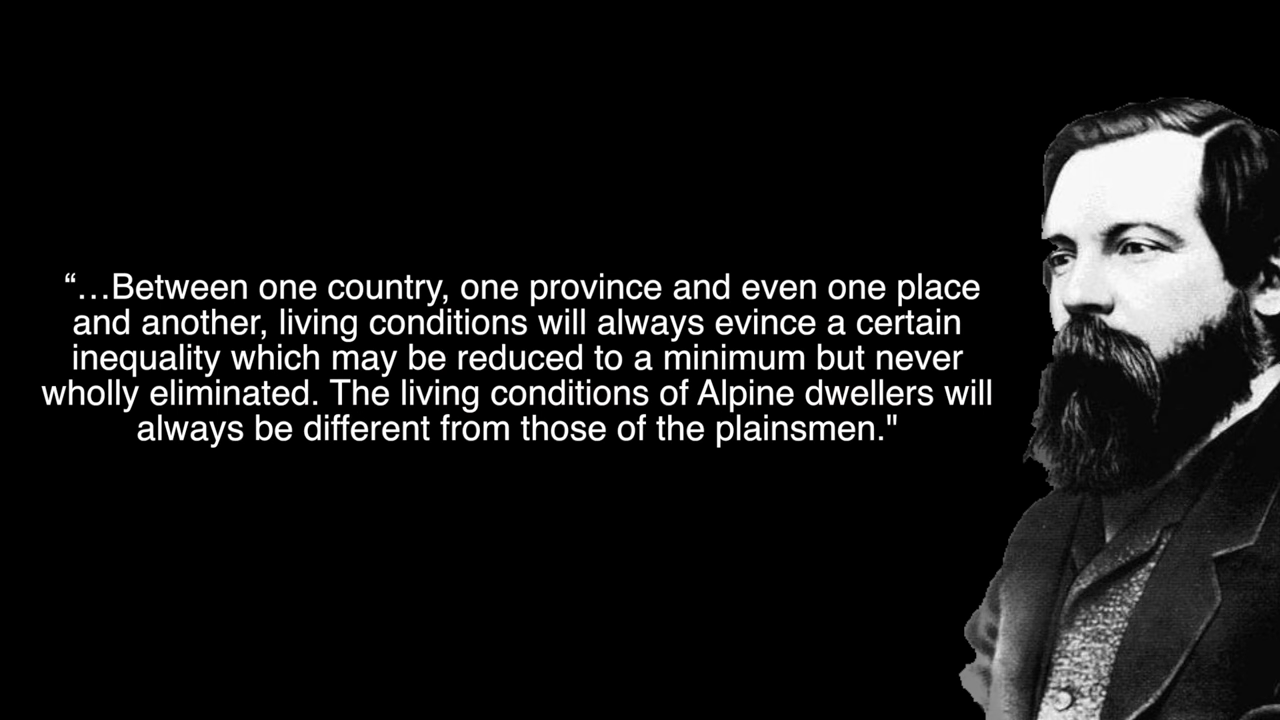 “…Between one country, one province and even one place
and another, living conditions will always evince a certain
inequality which may be reduced to a minimum but never
wholly eliminated. The living conditions of Alpine dwellers will
always be different from those of the plainsmen."